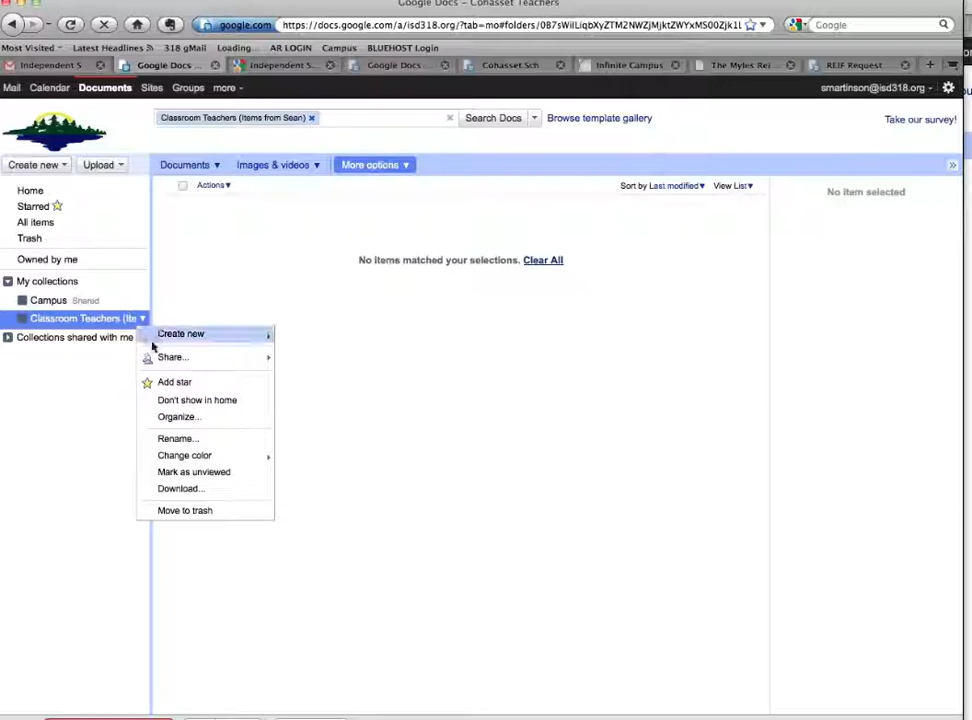 Google Docs - Cohasset Teachers
google.com https://docs.google.com/a/isd318.org/?tab=mo#folders/ Google
Most Visited Latest Headlines 318 gMail Loading... AR LOGIN Campus BLUEHOST Login
Independent S Google Docs ... Independent S... Google Docs ... Cohasset Sch Infinite Campus The Myles Rei... REIF Request
Mail Calendar Documents Sites Groups more smartinson@isd318.org
Classroom Teachers (Items from Sean) × Search Docs Browse template gallery Take our survey!
Create new Upload Documents Images & videos More options »
Actions Sort by Last modified View List No item selected
Home
Starred
All items
Trash
Owned by me
No items matched your selections. Clear All
My collections
Campus Shared
Classroom Teachers (Ite
Collections shared with me
Create new
Share...
Add star
Don't show in home
Organize...
Rename...
Change color
Mark as unviewed
Download...
Move to trash